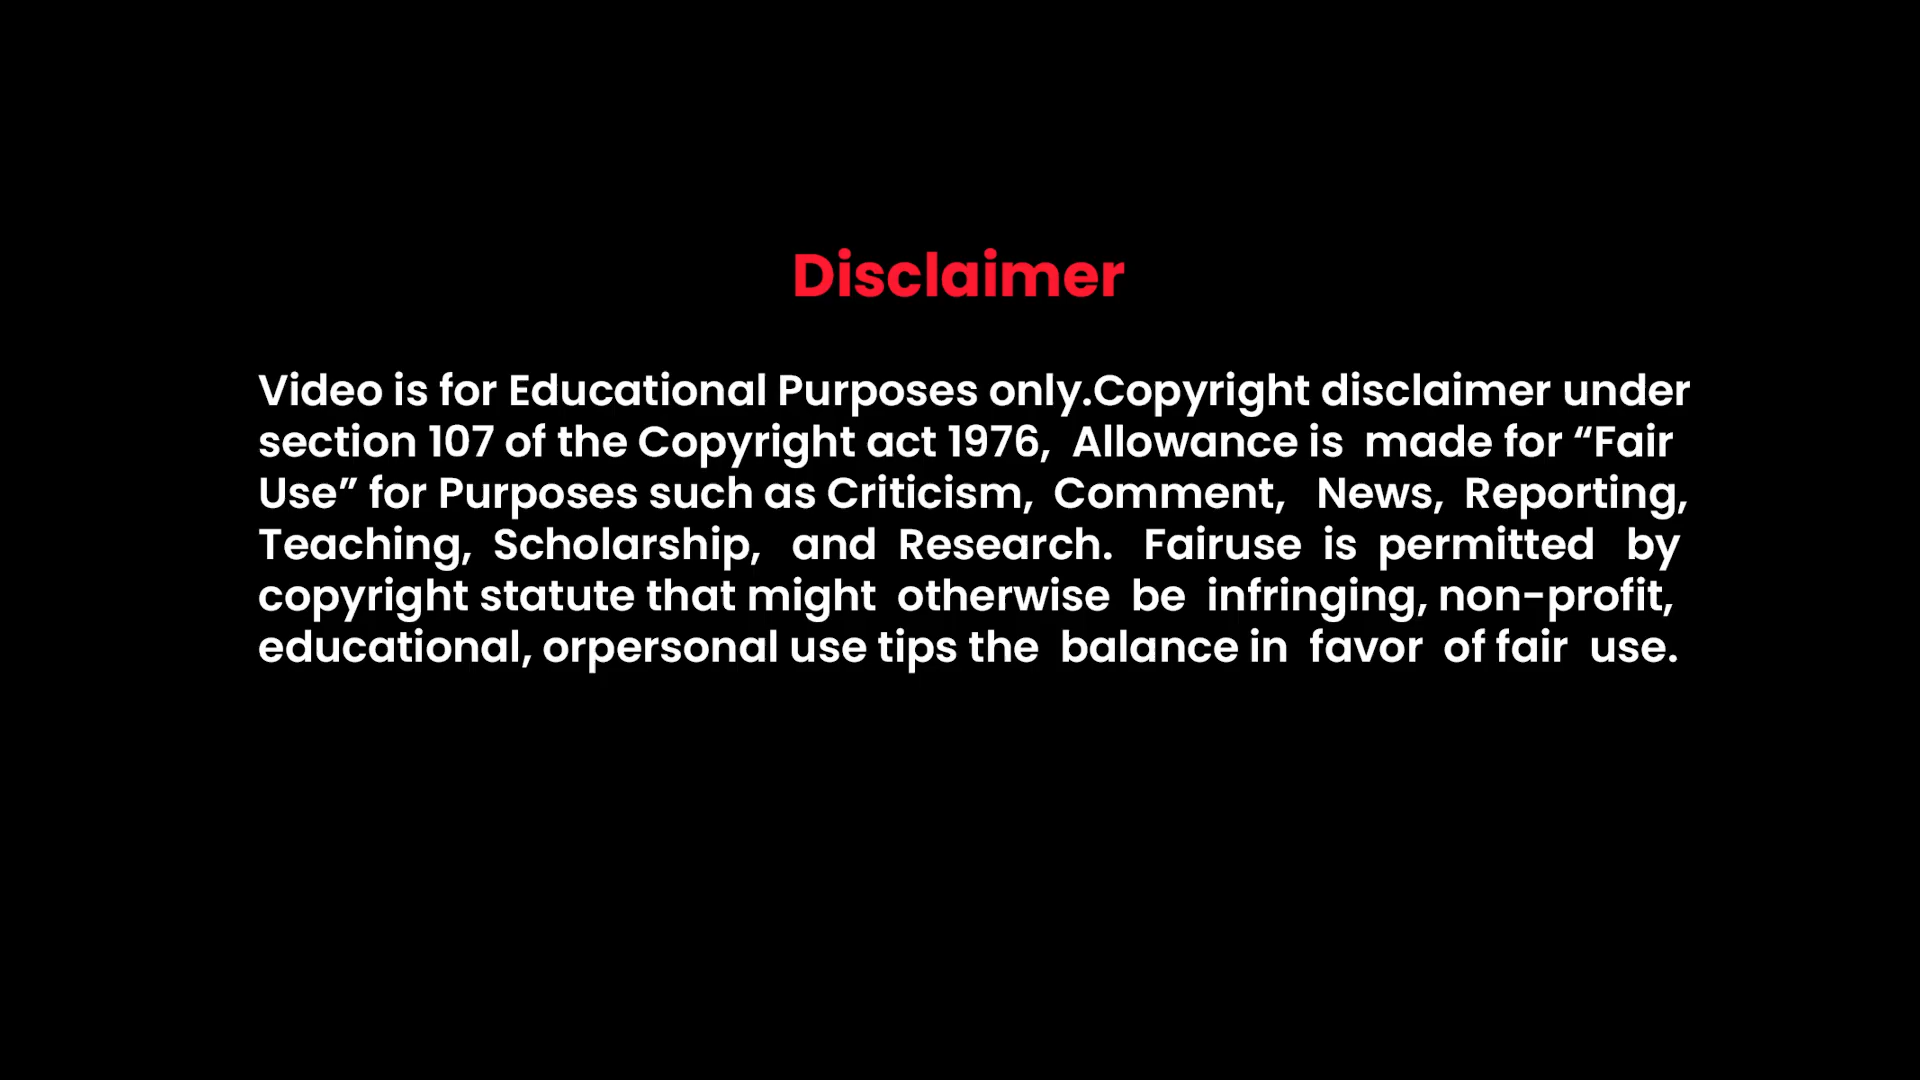 Disclaimer
Video is for Educational Purposes only.Copyright disclaimer under
section 107 of the Copyright act 1976, Allowance is made for “Fair
Use” for Purposes such as Criticism, Comment, News, Reporting,
Teaching, Scholarship, and Research. Fairuse is permitted by
copyright statute that might otherwise be infringing, non-profit,
educational, orpersonal use tips the balance in favor of fair use.